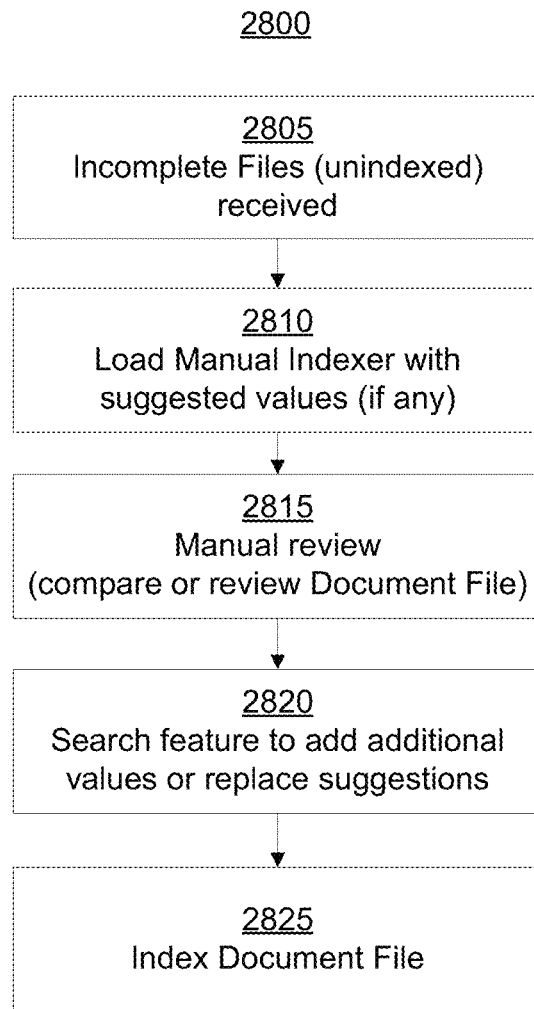 2800
2805
Incomplete Files (unindexed)
received
2810
Load Manual Indexer with
suggested values (if any)
2815
Manual review
(compare or review Document File)
2820
Search feature to add additional
values or replace suggestions
2825
Index Document File